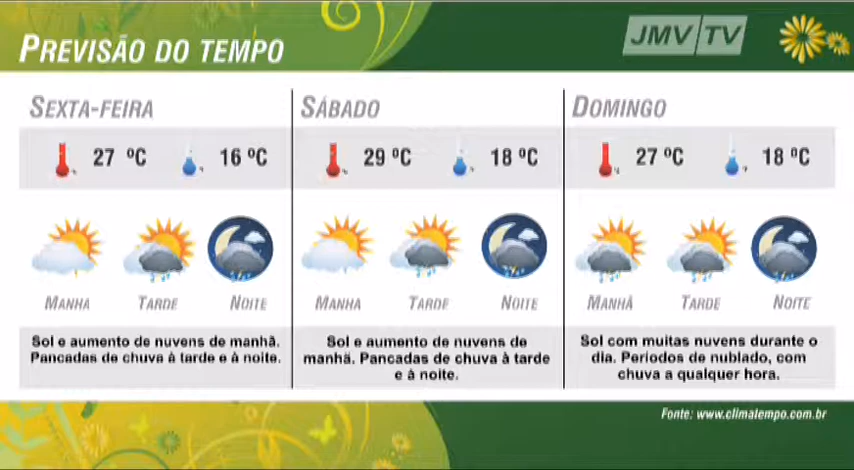 PREVISÃO DO TEMPO
JMV TV
SEXTA-FEIRA
27 ºC 16 ºC
MANHÃ TARDE NOITE
Sol e aumento de nuvens de manhã.
Pancadas de chuva à tarde e à noite.
SÁBADO
29 ºC 18 ºC
MANHÃ TARDE NOITE
Sol e aumento de nuvens de
manhã. Pancadas de chuva à tarde
e à noite.
DOMINGO
27 ºC 18 ºC
MANHÃ TARDE NOITE
Sol com muitas nuvens durante o
dia. Períodos de nublado, com
chuva a qualquer hora.
Fonte: www.climatempo.com.br